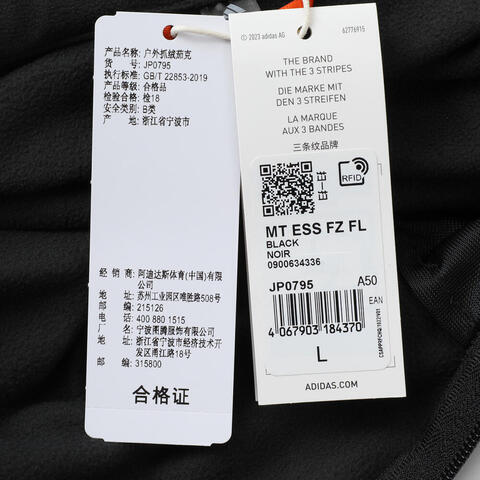 产品名称: 户外抓绒茄克
货 号: JP0795
执行标准: GB/T 22853-2019
产品等级: 合格品
检验合格: 检18
安全类别: B类
产 地: 浙江省宁波市
经 销 商: 阿迪达斯体育(中国)有限
公司
地 址: 苏州工业园区唯胜路508号
邮 编: 215126
电 话: 400 880 1515
厂 家: 宁波图腾服饰有限公司
地 址: 浙江省宁波市经济技术开
发区甬江路18号
邮 编: 315800
合格证
© 2023 adidas AG 62776915
THE BRAND
WITH THE 3 STRIPES
DIE MARKE MIT
DEN 3 STREIFEN
LA MARQUE
AUX 3 BANDES
三条纹品牌
RFID
MT ESS FZ FL
BLACK
NOIR
0900634336
JP0795 A50
EAN
4 067903 184370
L
ADIDAS.COM